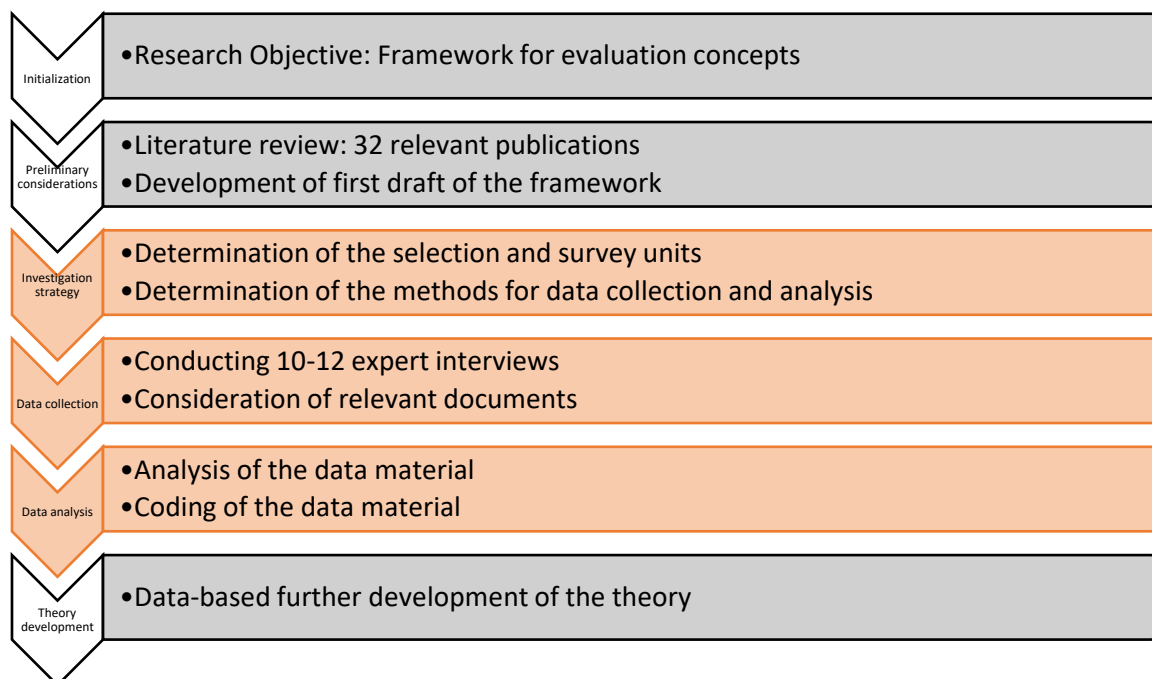 Initialization
•Research Objective: Framework for evaluation concepts
Preliminary
considerations
•Literature review: 32 relevant publications
•Development of first draft of the framework
Investigation
strategy
•Determination of the selection and survey units
•Determination of the methods for data collection and analysis
Data collection
•Conducting 10-12 expert interviews
•Consideration of relevant documents
Data analysis
•Analysis of the data material
•Coding of the data material
Theory
development
•Data-based further development of the theory